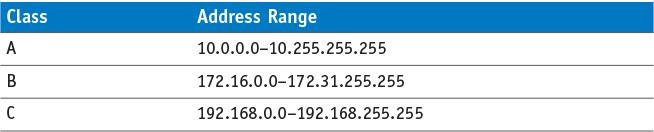 Class Address Range
A 10.0.0.0–10.255.255.255
B 172.16.0.0–172.31.255.255
C 192.168.0.0–192.168.255.255